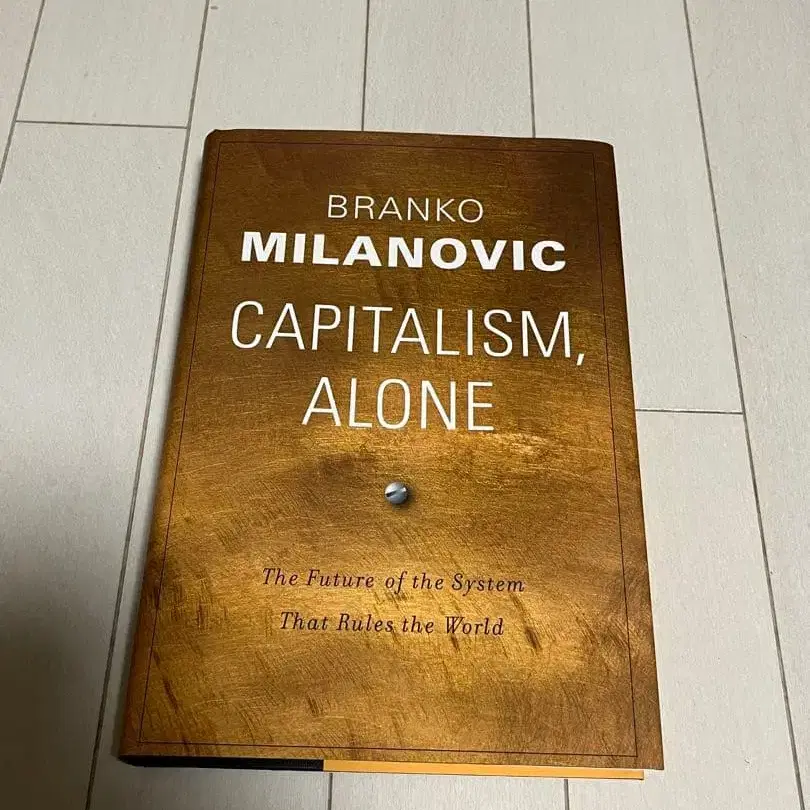 BRANKO
MILANOVIC
CAPITALISM,
ALONE
The Future of the System
That Rules the World